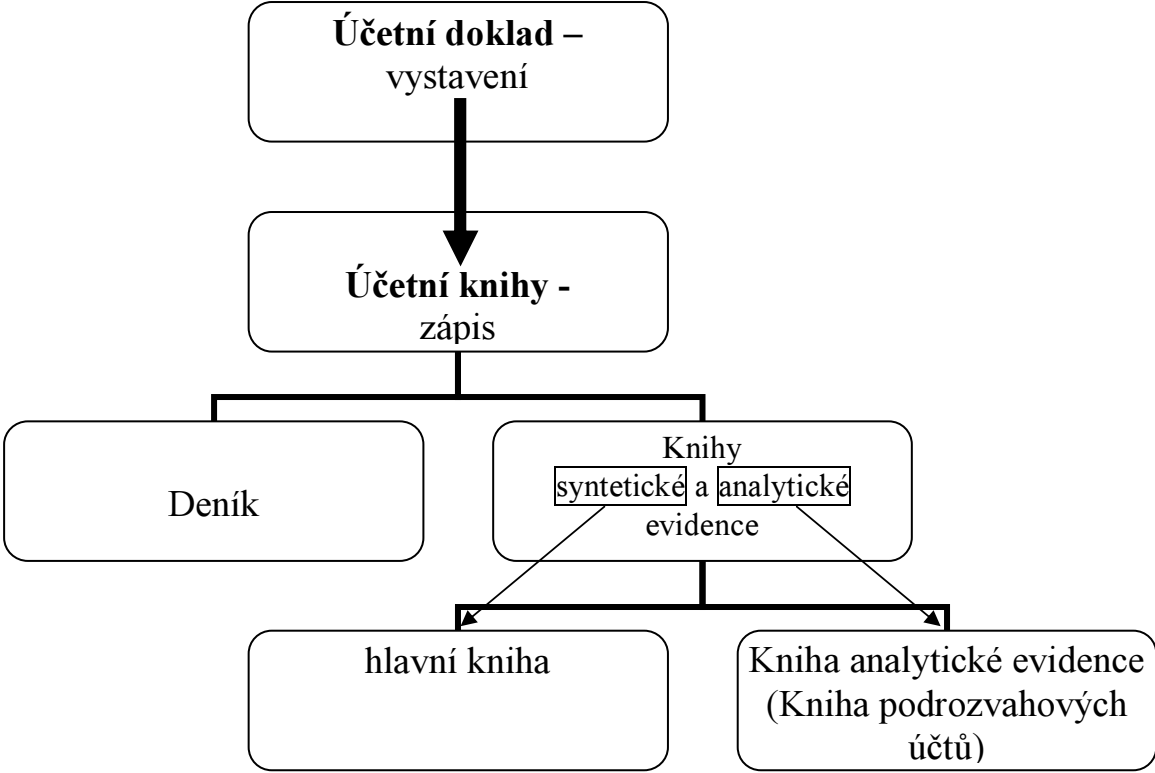 Účetní doklad –
vystavení
Účetní knihy -
zápis
Deník
Knihy
syntetické a analytické
evidence
hlavní kniha
Kniha analytické evidence
(Kniha podrozvahových
účtů)